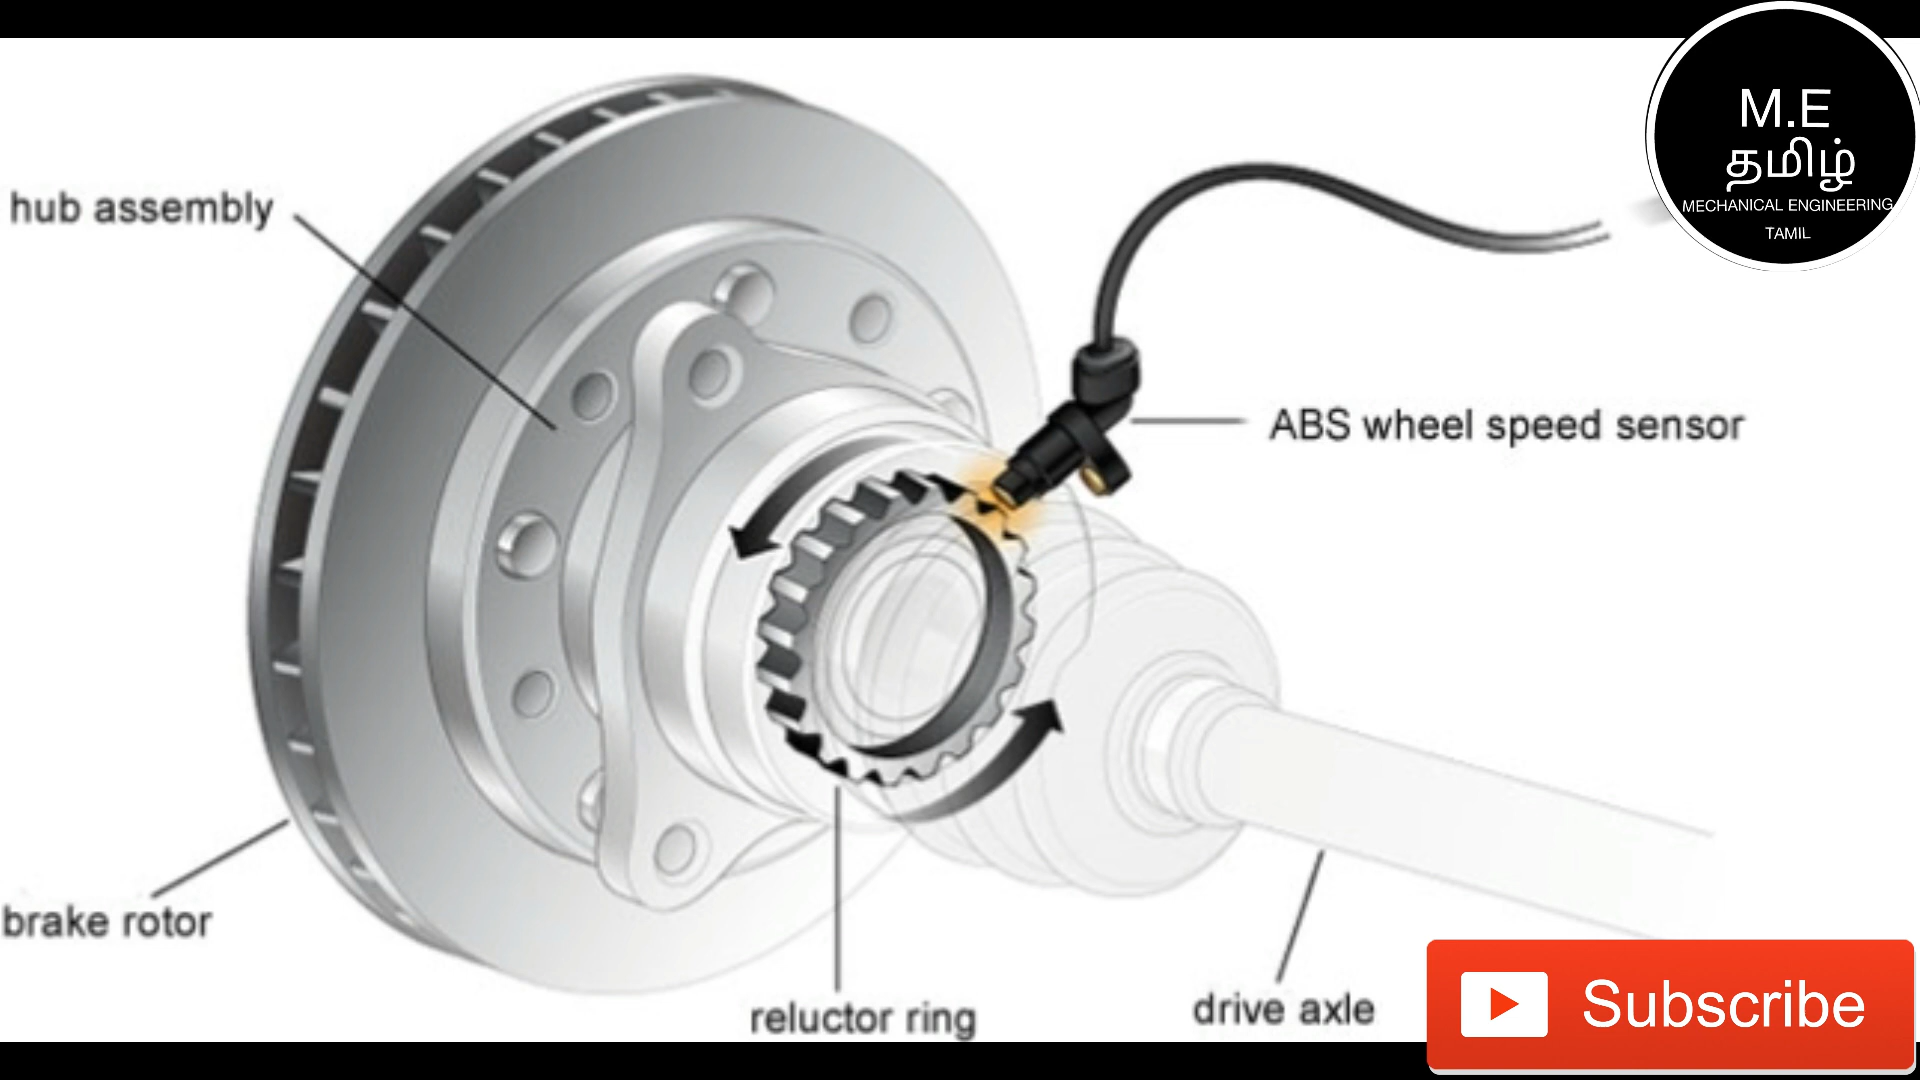 M.E
தமிழ்
MECHANICAL ENGINEERING
TAMIL
hub assembly
ABS wheel speed sensor
brake rotor
reluctor ring
drive axle
Subscribe